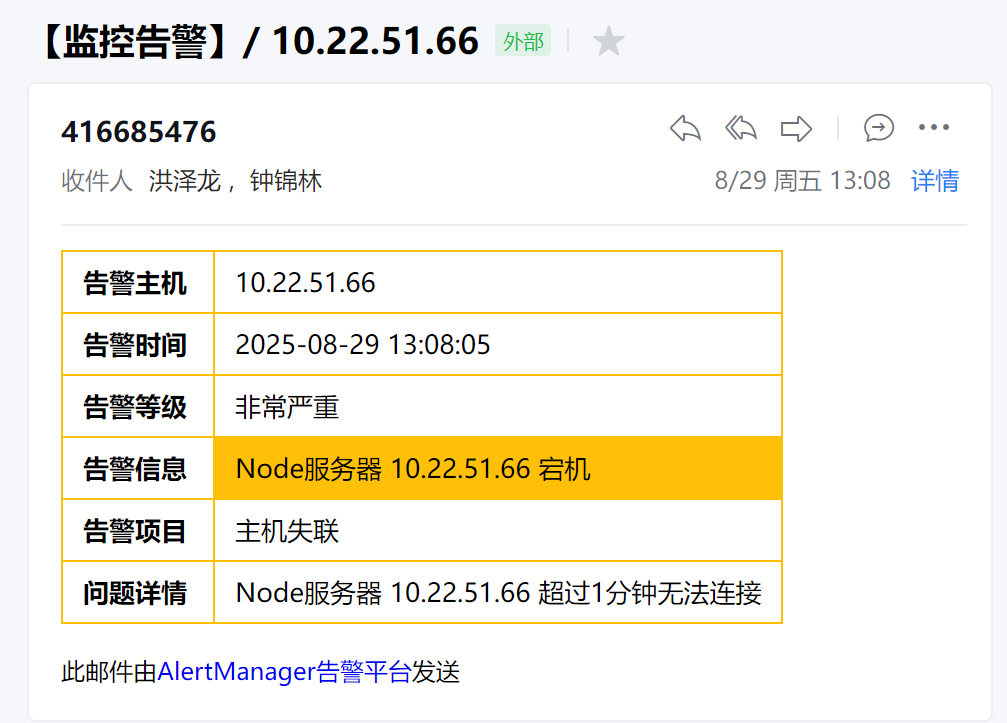 【监控告警】/ 10.22.51.66 外部
416685476
收件人 洪泽龙，钟锦林 8/29 周五 13:08 详情
告警主机 10.22.51.66
告警时间 2025-08-29 13:08:05
告警等级 非常严重
告警信息 Node服务器 10.22.51.66 宕机
告警项目 主机失联
问题详情 Node服务器 10.22.51.66 超过1分钟无法连接
此邮件由AlertManager告警平台发送